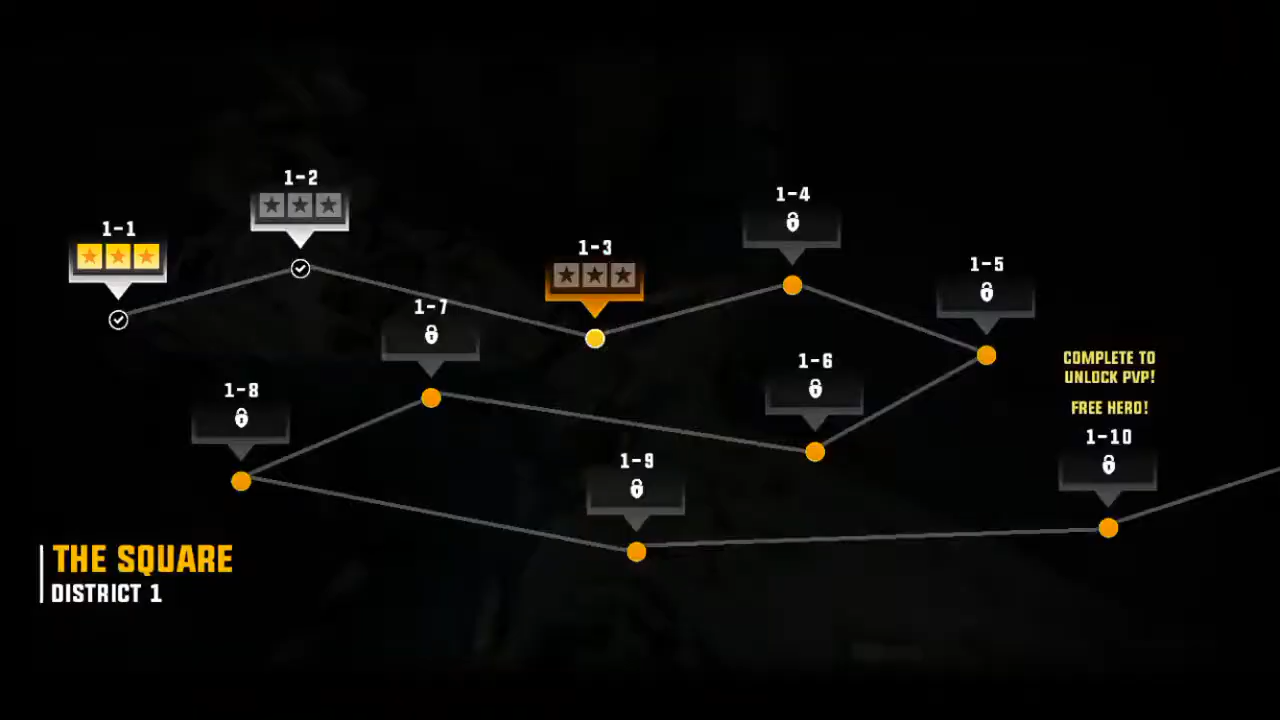 1-1
1-2
1-3
1-4
1-5
1-6
1-7
1-8
1-9
COMPLETE TO
UNLOCK PVP!
FREE HERO!
1-10
THE SQUARE
DISTRICT 1